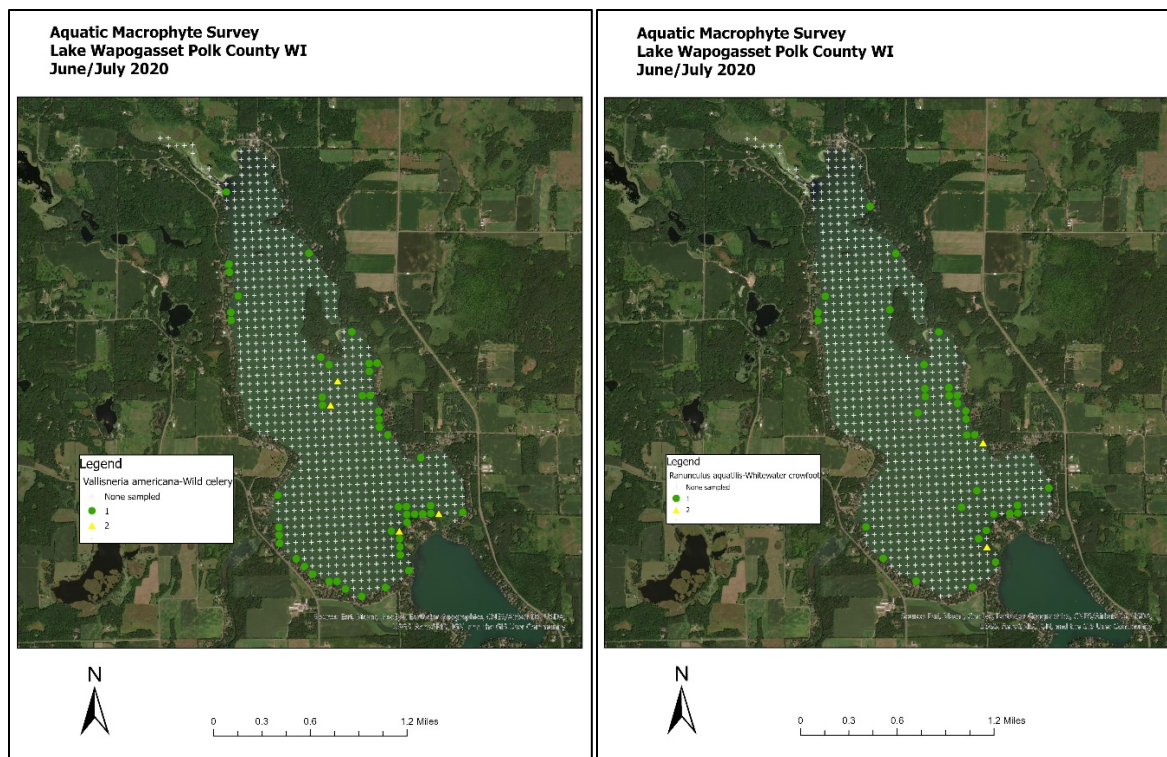 Aquatic Macrophyte Survey
Lake Wapogasset Polk County WI
June/July 2020
Legend
Vallisneria americana-Wild celery
None sampled
1
2
N
0 0.3 0.6 1.2 Miles
Aquatic Macrophyte Survey
Lake Wapogasset Polk County WI
June/July 2020
Legend
Ranunculus aquatilis-Whitewater crowfoot
None sampled
1
2
N
0 0.3 0.6 1.2 Miles